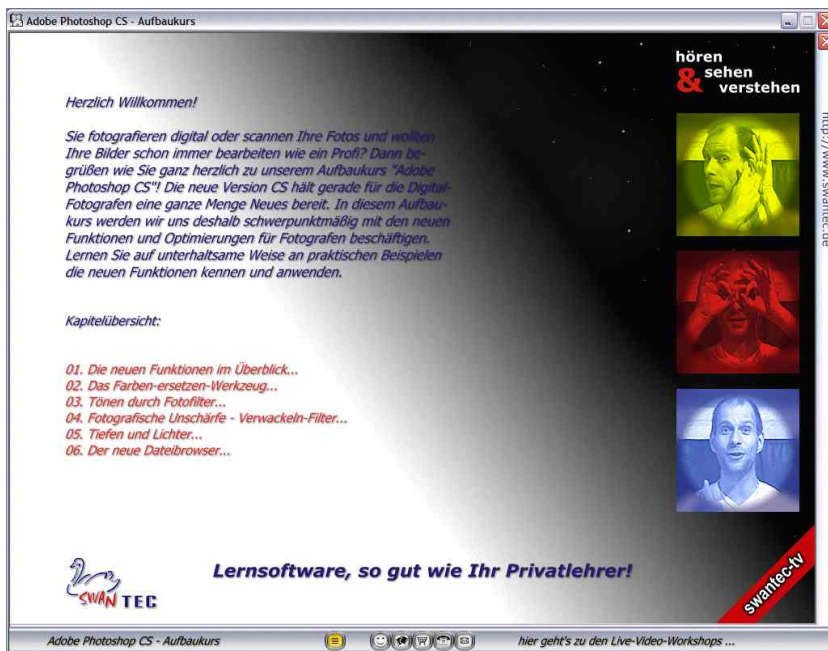 Adobe Photoshop CS - Aufbaukurs
hören
& sehen
verstehen
http://www.swantec.de
Herzlich Willkommen!
Sie fotografieren digital oder scannen Ihre Fotos und wollten
Ihre Bilder schon immer bearbeiten wie ein Profi? Dann be-
grüßen wie Sie ganz herzlich zu unserem Aufbaukurs "Adobe
Photoshop CS"! Die neue Version CS hält gerade für die Digital-
Fotografen eine ganze Menge Neues bereit. In diesem Aufbau-
kurs werden wir uns deshalb schwerpunktmäßig mit den neuen
Funktionen und Optimierungen für Fotografen beschäftigen.
Lernen Sie auf unterhaltsame Weise an praktischen Beispielen
die neuen Funktionen kennen und anwenden.
Kapitelübersicht:
01. Die neuen Funktionen im Überblick...
02. Das Farben-ersetzen-Werkzeug...
03. Tönen durch Fotofilter...
04. Fotografische Unschärfe - Verwackeln-Filter...
05. Tiefen und Lichter...
06. Der neue Dateibrowser...
SWAN TEC
Lernsoftware, so gut wie Ihr Privatlehrer!
swantec-tv
Adobe Photoshop CS - Aufbaukurs
hier geht's zu den Live-Video-Workshops ...